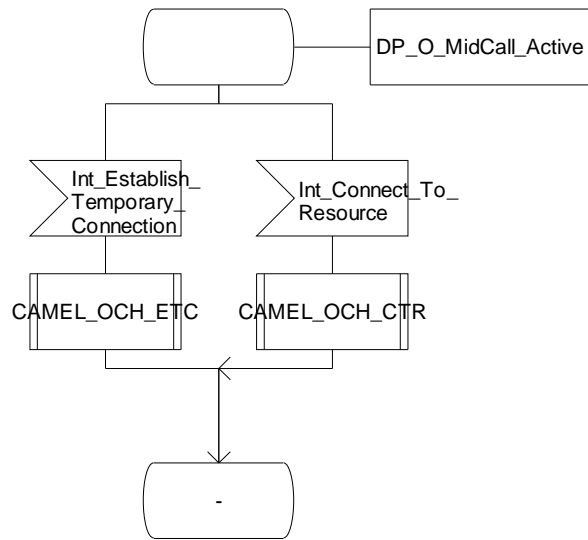 DP_O_MidCall_Active
Int_Establish_
Temporary_
Connection
Int_Connect_To_
Resource
CAMEL_OCH_ETC
CAMEL_OCH_CTR
-